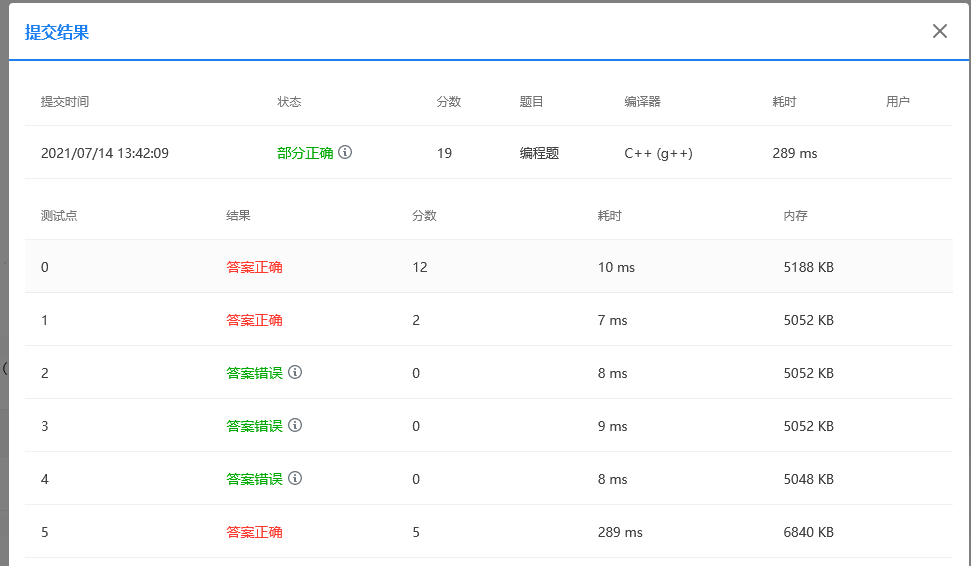 提交结果
提交时间 状态 分数 题目 编译器 耗时 用户
2021/07/14 13:42:09 部分正确 19 编程题 C++ (g++) 289 ms
测试点 结果 分数 耗时 内存
0 答案正确 12 10 ms 5188 KB
1 答案正确 2 7 ms 5052 KB
2 答案错误 0 8 ms 5052 KB
3 答案错误 0 9 ms 5052 KB
4 答案错误 0 8 ms 5048 KB
5 答案正确 5 289 ms 6840 KB